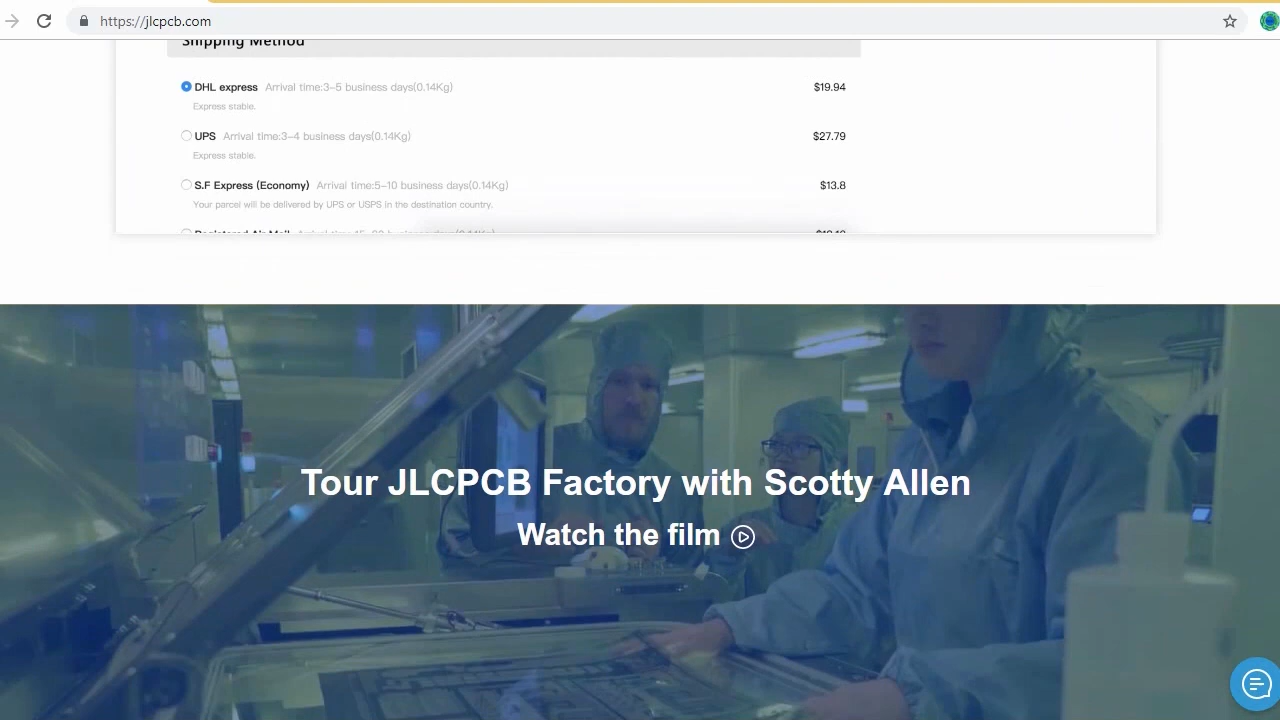 https://jlcpcb.com
Shipping Method
DHL express Arrival time:3-5 business days(0.14Kg) $19.94
Express stable.
UPS Arrival time:3-4 business days(0.14Kg) $27.79
Express stable.
S.F Express (Economy) Arrival time:5-10 business days(0.14Kg) $13.8
Your parcel will be delivered by UPS or USPS in the destination country.
Registered Air Mail
Tour JLCPCB Factory with Scotty Allen
Watch the film